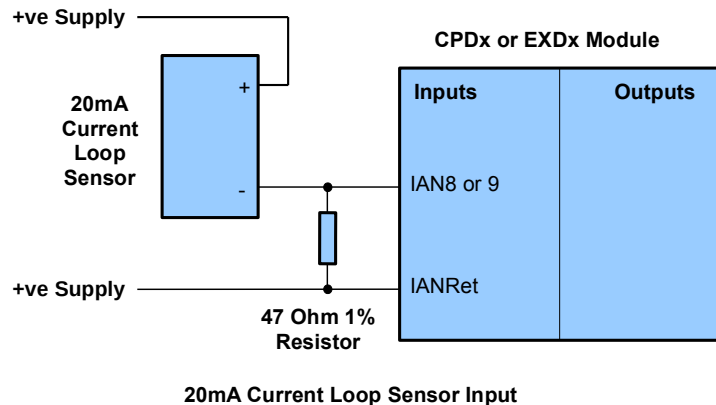 +ve Supply
CPDx or EXDx Module
20mA
Current
Loop
Sensor
+
-
Inputs
Outputs
IAN8 or 9
+ve Supply
IANRet
47 Ohm 1%
Resistor
20mA Current Loop Sensor Input